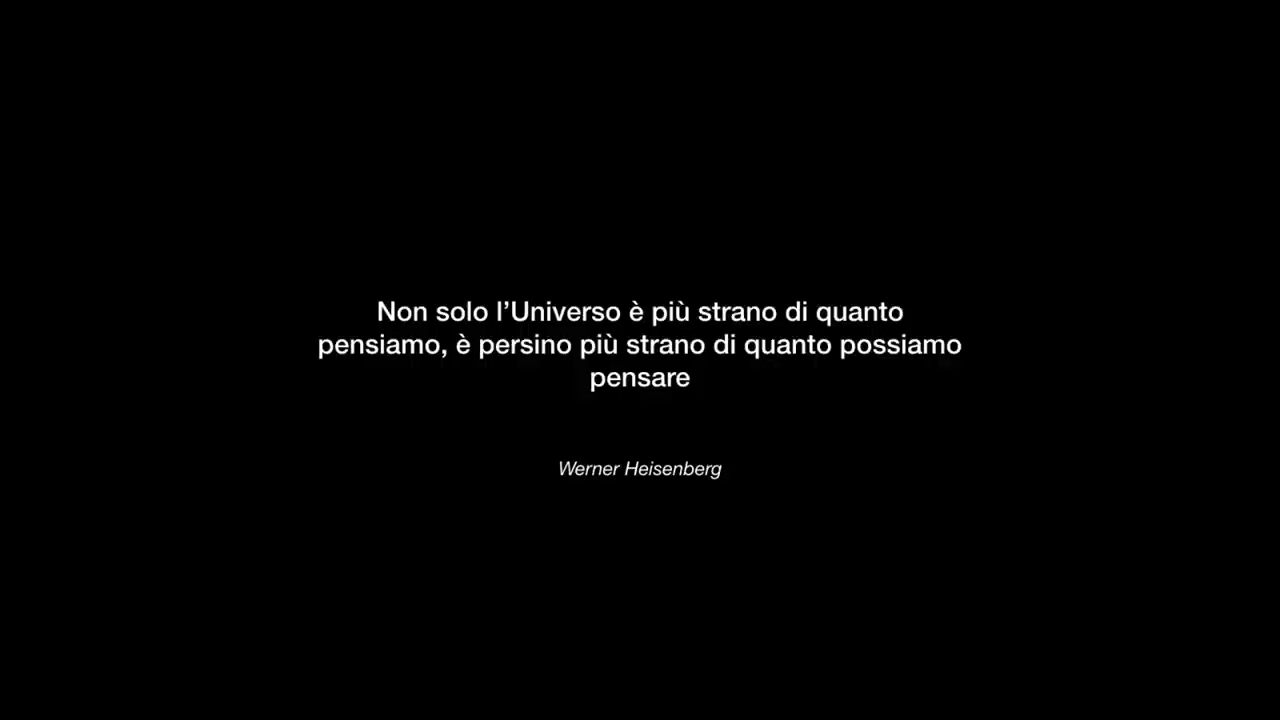 Non solo l’Universo è più strano di quanto
pensiamo, è persino più strano di quanto possiamo
pensare
Werner Heisenberg